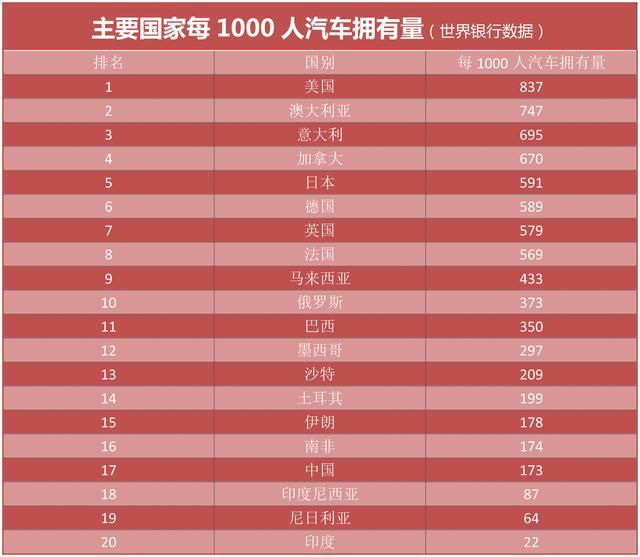 主要国家每 1000 人汽车拥有量（世界银行数据）
排名 国别 每 1000 人汽车拥有量
1 美国 837
2 澳大利亚 747
3 意大利 695
4 加拿大 670
5 日本 591
6 德国 589
7 英国 579
8 法国 569
9 马来西亚 433
10 俄罗斯 373
11 巴西 350
12 墨西哥 297
13 沙特 209
14 土耳其 199
15 伊朗 178
16 南非 174
17 中国 173
18 印度尼西亚 87
19 尼日利亚 64
20 印度 22